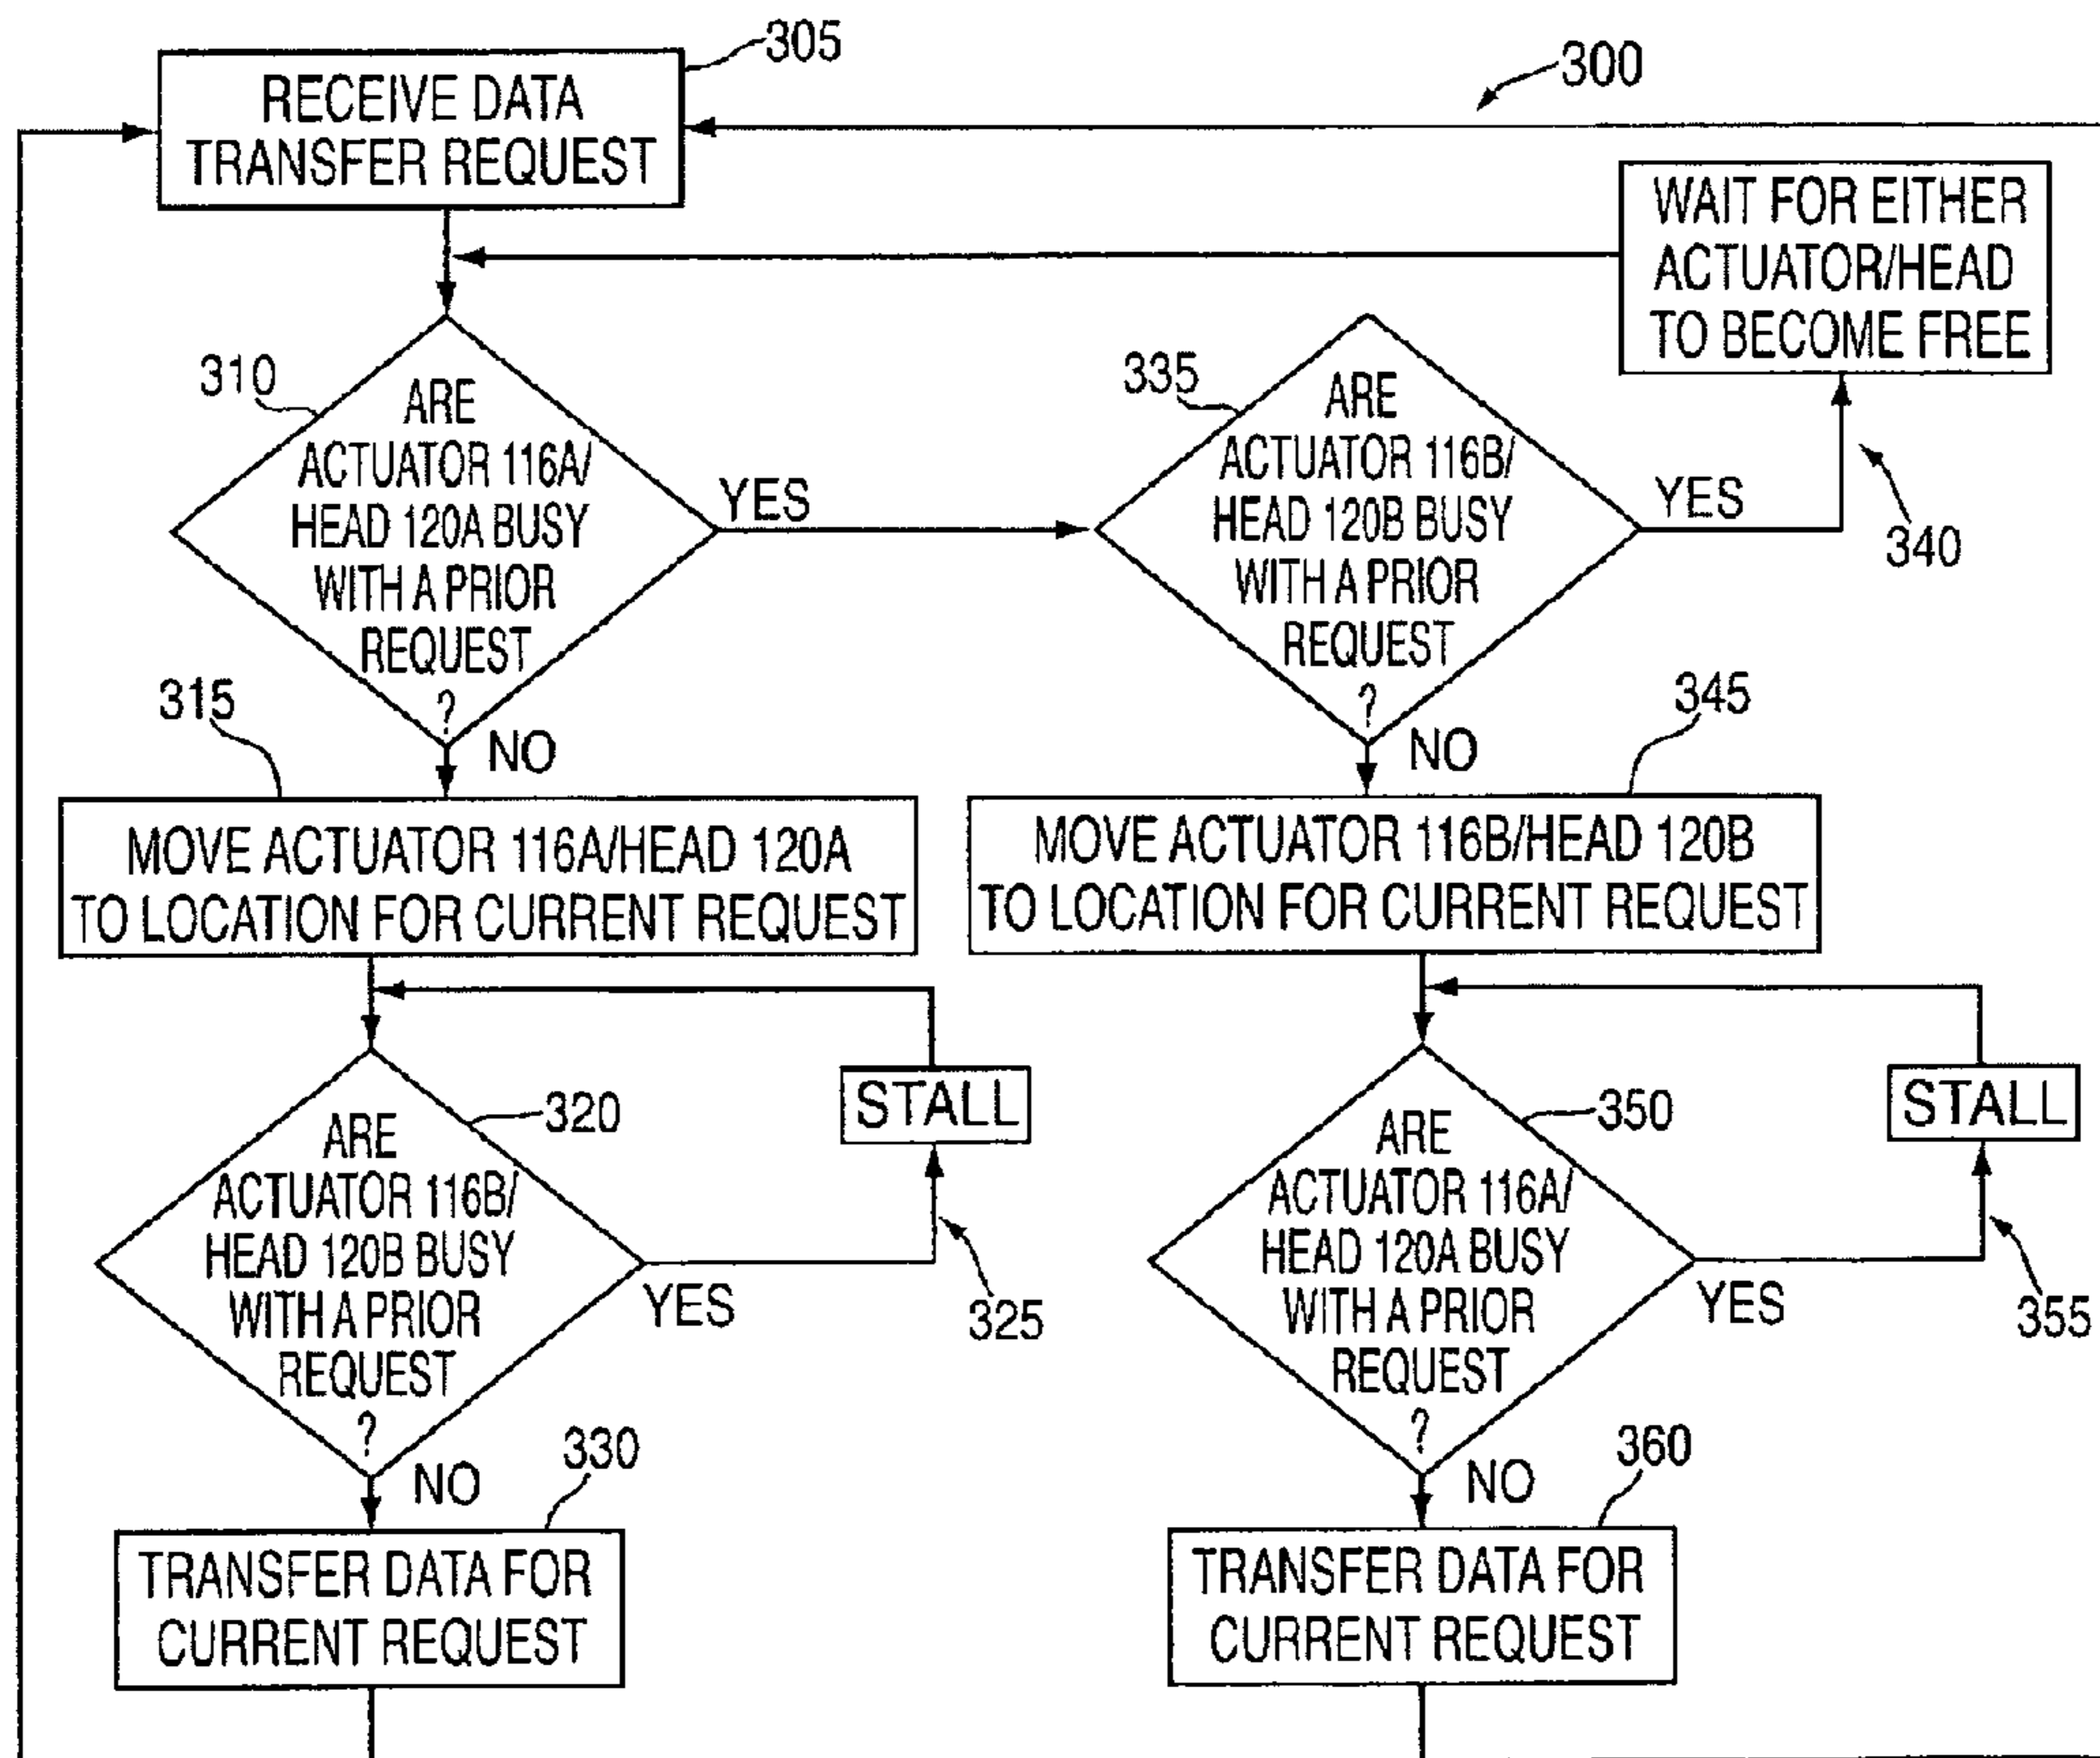 305
300
RECEIVE DATA
TRANSFER REQUEST
WAIT FOR EITHER
ACTUATOR/HEAD
TO BECOME FREE
310
ARE
ACTUATOR 116A/
HEAD 120A BUSY
WITH A PRIOR
REQUEST
?
YES
NO
335
ARE
ACTUATOR 116B/
HEAD 120B BUSY
WITH A PRIOR
REQUEST
?
YES
NO
340
315
MOVE ACTUATOR 116A/HEAD 120A
TO LOCATION FOR CURRENT REQUEST
345
MOVE ACTUATOR 116B/HEAD 120B
TO LOCATION FOR CURRENT REQUEST
320
ARE
ACTUATOR 116B/
HEAD 120B BUSY
WITH A PRIOR
REQUEST
?
YES
NO
STALL
325
350
ARE
ACTUATOR 116A/
HEAD 120A BUSY
WITH A PRIOR
REQUEST
?
YES
NO
STALL
355
330
TRANSFER DATA FOR
CURRENT REQUEST
360
TRANSFER DATA FOR
CURRENT REQUEST